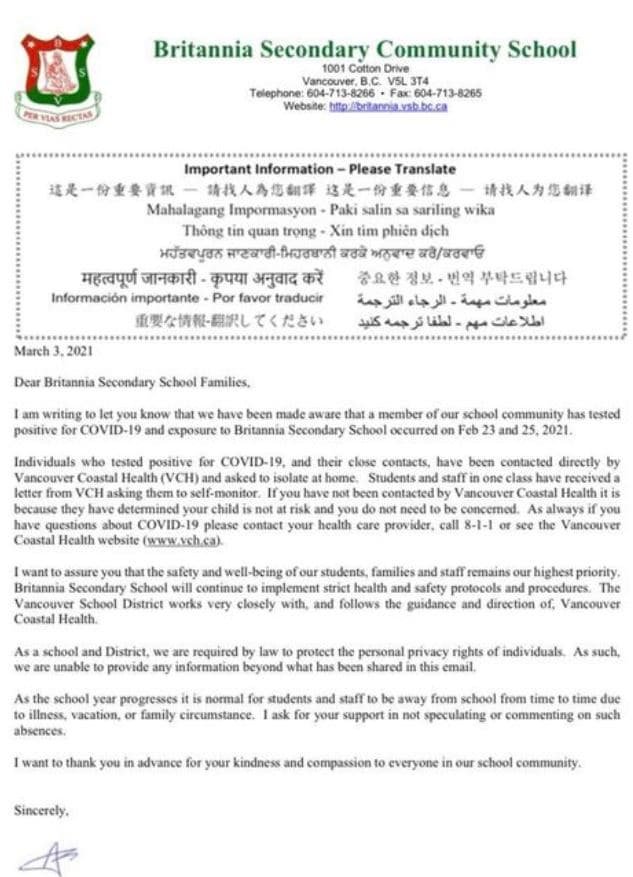 B
S S
V
PER VIAS RECTAS
Britannia Secondary Community School
1001 Cotton Drive
Vancouver, B.C. V5L 3T4
Telephone: 604-713-8266 • Fax: 604-713-8265
Website: http://britannia.vsb.bc.ca
Important Information – Please Translate
這是一份重要資訊 — 請找人為您翻譯 这是一份重要信息 — 请找人为您翻译
Mahalagang Impormasyon - Paki salin sa sariling wika
Thông tin quan trọng - Xin tìm phiên dịch
ਮਹੱਤਵਪੂਰਨ ਜਾਣਕਾਰੀ-ਮਿਹਰਬਾਨੀ ਕਰਕੇ ਅਨੁਵਾਦ ਕਰੋ/ਕਰਵਾਓ
महत्वपूर्ण जानकारी - कृपया अनुवाद करें 중요한 정보 - 번역 부탁드립니다
Información importante - Por favor traducir معلومات مهمة - الرجاء الترجمة
重要な情報-翻訳してください اطلاعات مهم - لطفا ترجمه کنید
March 3, 2021
Dear Britannia Secondary School Families,
I am writing to let you know that we have been made aware that a member of our school community has tested
positive for COVID-19 and exposure to Britannia Secondary School occurred on Feb 23 and 25, 2021.
Individuals who tested positive for COVID-19, and their close contacts, have been contacted directly by
Vancouver Coastal Health (VCH) and asked to isolate at home. Students and staff in one class have received a
letter from VCH asking them to self-monitor. If you have not been contacted by Vancouver Coastal Health it is
because they have determined your child is not at risk and you do not need to be concerned. As always if you
have questions about COVID-19 please contact your health care provider, call 8-1-1 or see the Vancouver
Coastal Health website (www.vch.ca).
I want to assure you that the safety and well-being of our students, families and staff remains our highest priority.
Britannia Secondary School will continue to implement strict health and safety protocols and procedures. The
Vancouver School District works very closely with, and follows the guidance and direction of, Vancouver
Coastal Health.
As a school and District, we are required by law to protect the personal privacy rights of individuals. As such,
we are unable to provide any information beyond what has been shared in this email.
As the school year progresses it is normal for students and staff to be away from school from time to time due
to illness, vacation, or family circumstance. I ask for your support in not speculating or commenting on such
absences.
I want to thank you in advance for your kindness and compassion to everyone in our school community.
Sincerely,